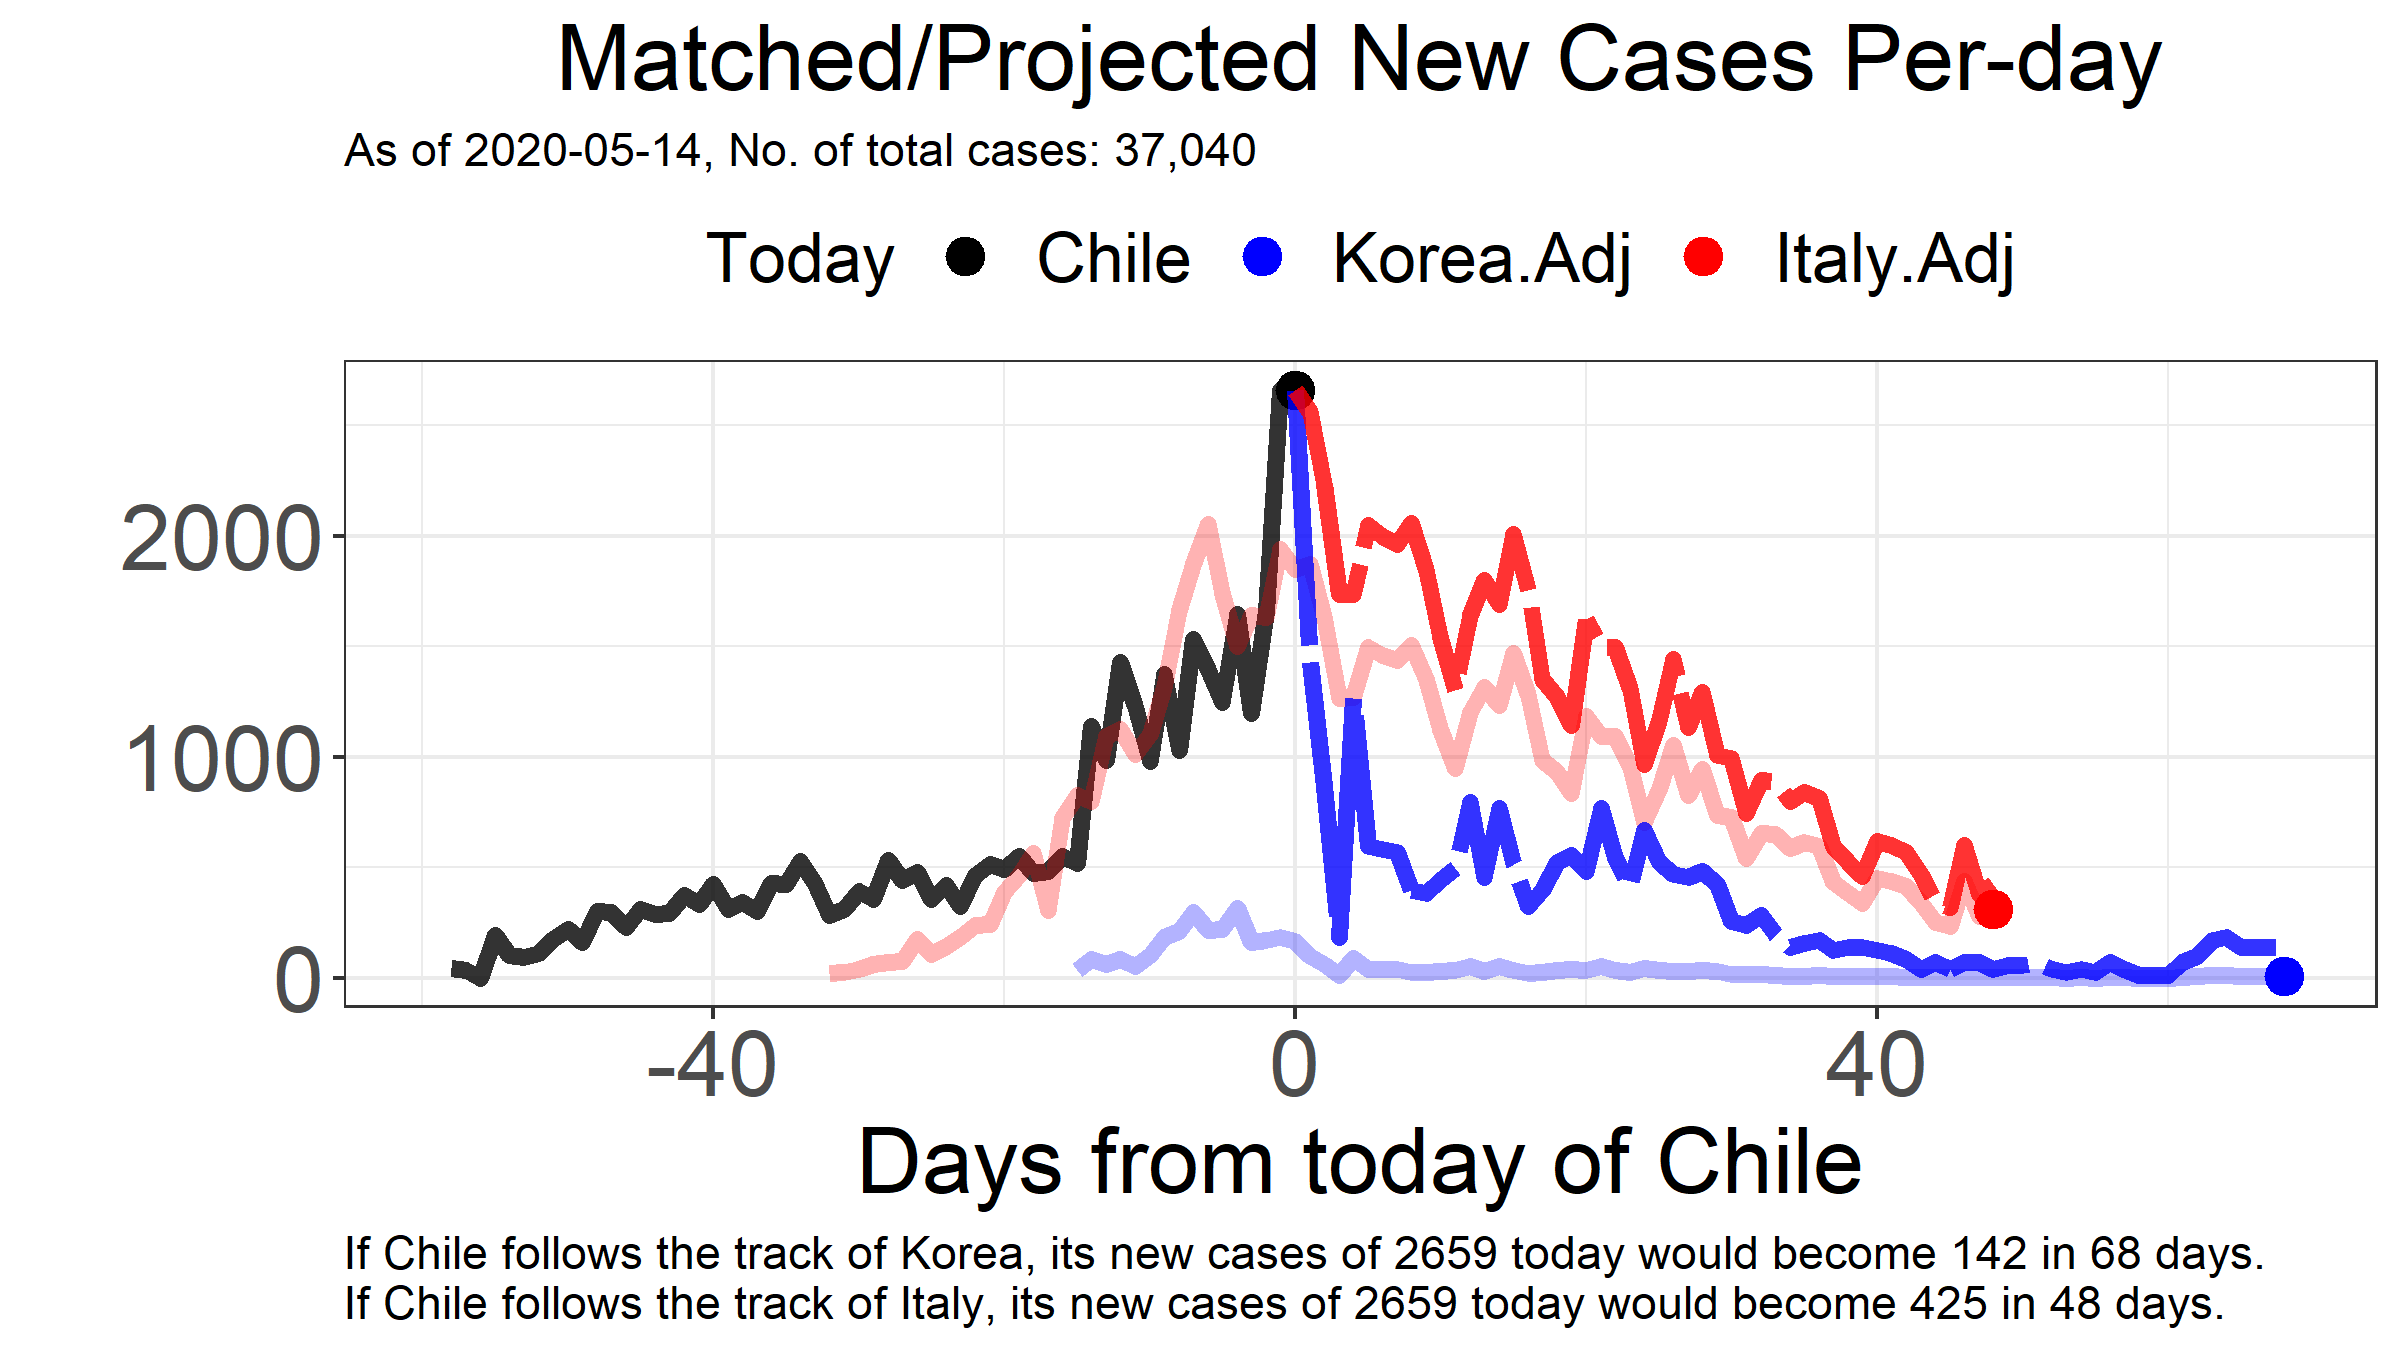 Matched/Projected New Cases Per-day
As of 2020-05-14, No. of total cases: 37,040
Today Chile Korea.Adj Italy.Adj
2000
1000
0
-40 0 40
Days from today of Chile
If Chile follows the track of Korea, its new cases of 2659 today would become 142 in 68 days.
If Chile follows the track of Italy, its new cases of 2659 today would become 425 in 48 days.